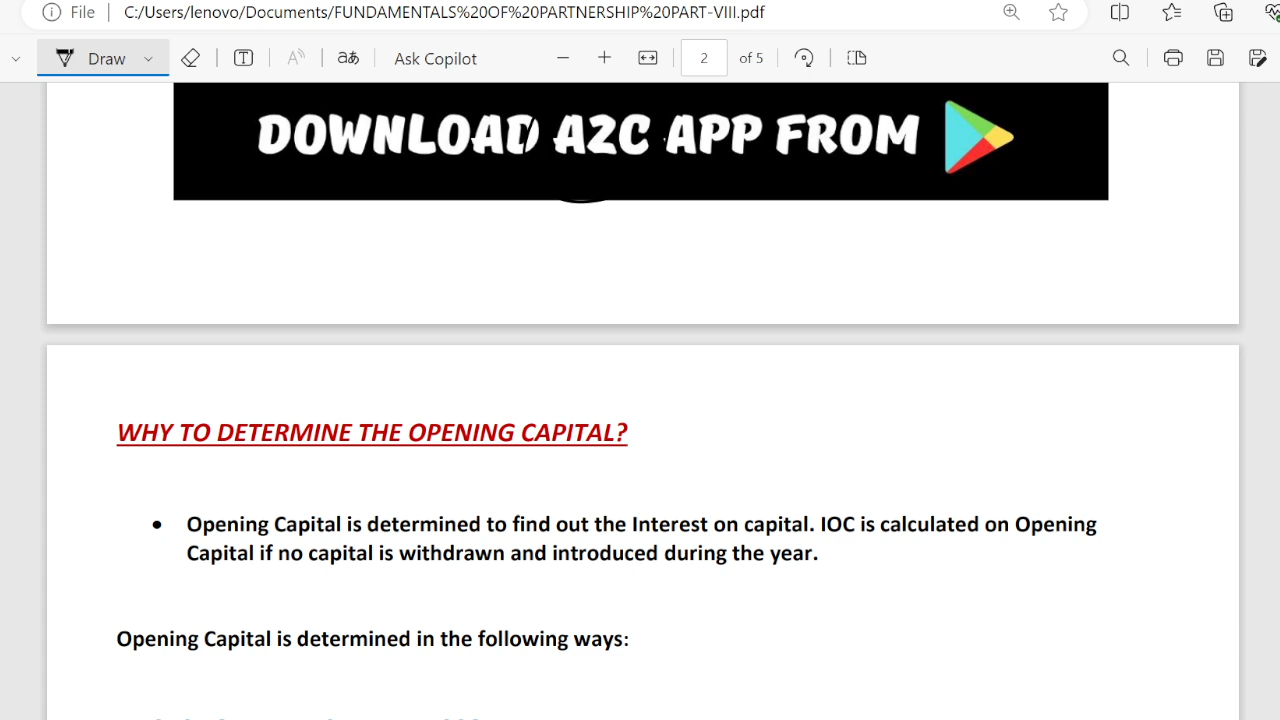 File C:/Users/lenovo/Documents/FUNDAMENTALS%20OF%20PARTNERSHIP%20PART-VIII.pdf
Draw T A aあ Ask Copilot 2 of 5
DOWNLOAD A2C APP FROM
WHY TO DETERMINE THE OPENING CAPITAL?
• Opening Capital is determined to find out the Interest on capital. IOC is calculated on Opening
Capital if no capital is withdrawn and introduced during the year.
Opening Capital is determined in the following ways: